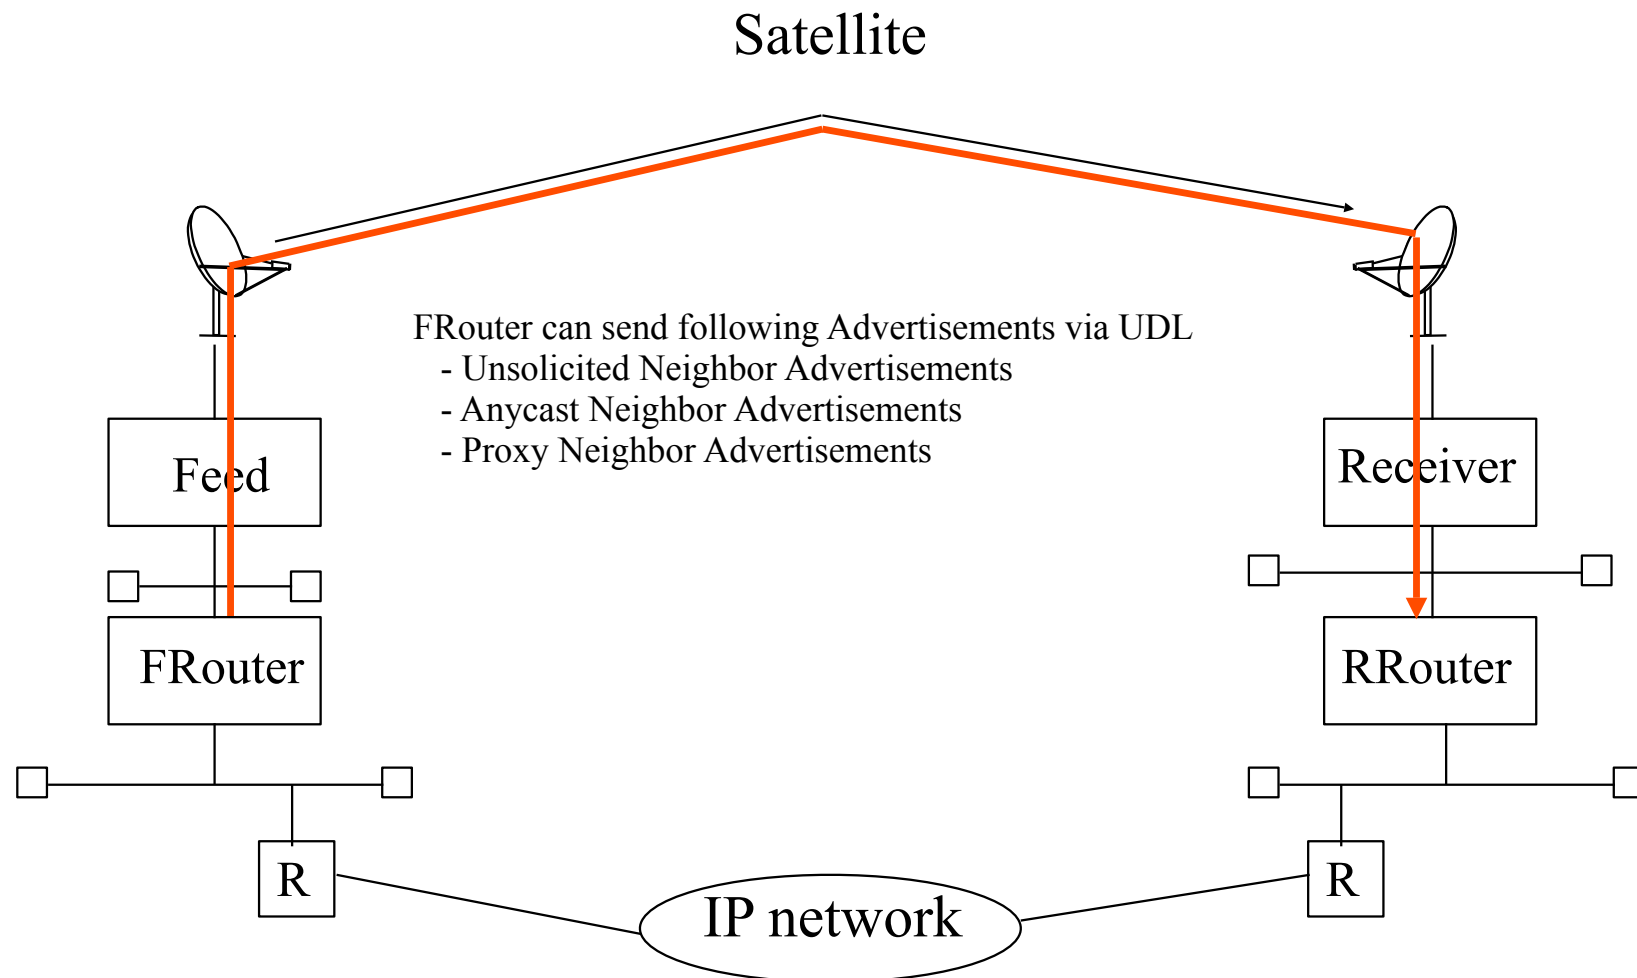 Satellite
FRouter can send following Advertisements via UDL
- Unsolicited Neighbor Advertisements
- Anycast Neighbor Advertisements
- Proxy Neighbor Advertisements
Feed
Receiver
FRouter
RRouter
R
R
IP network